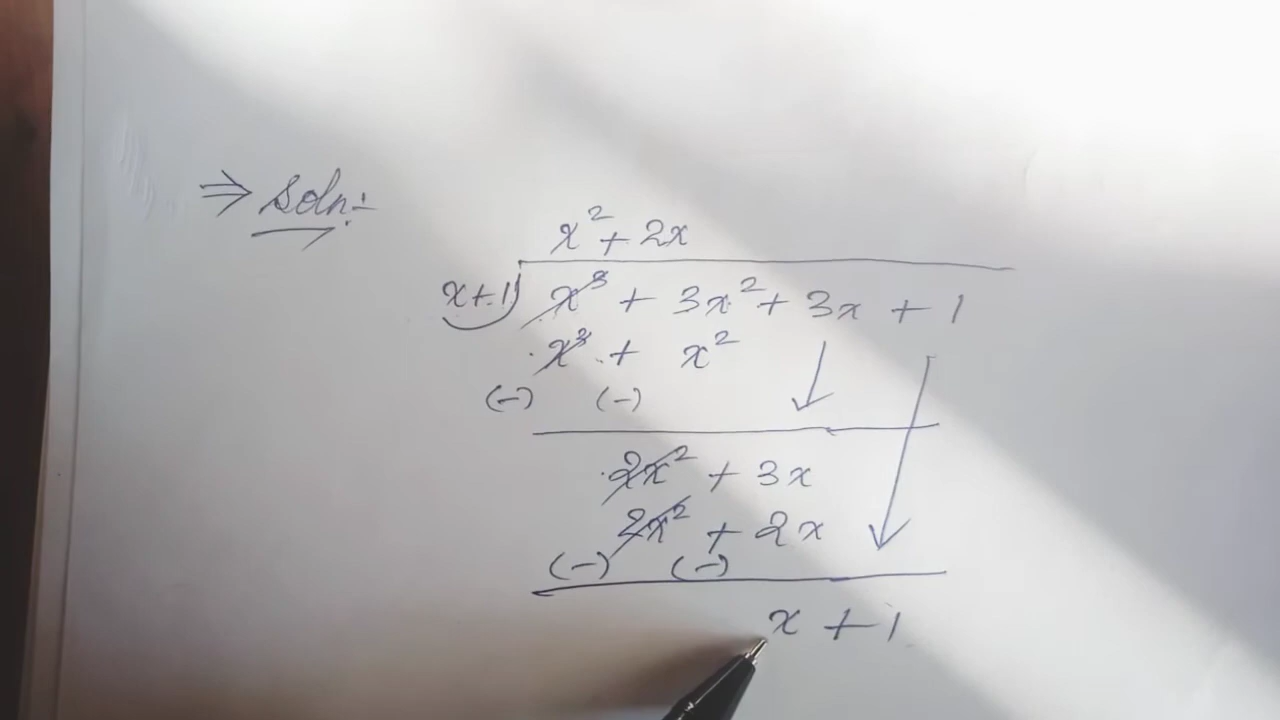 ⇒ Soln:-
x² + 2x
x+1) x³ + 3x² + 3x + 1
x³ + x²
(-) (-)
2x² + 3x
2x² + 2x
(-) (-)
x + 1